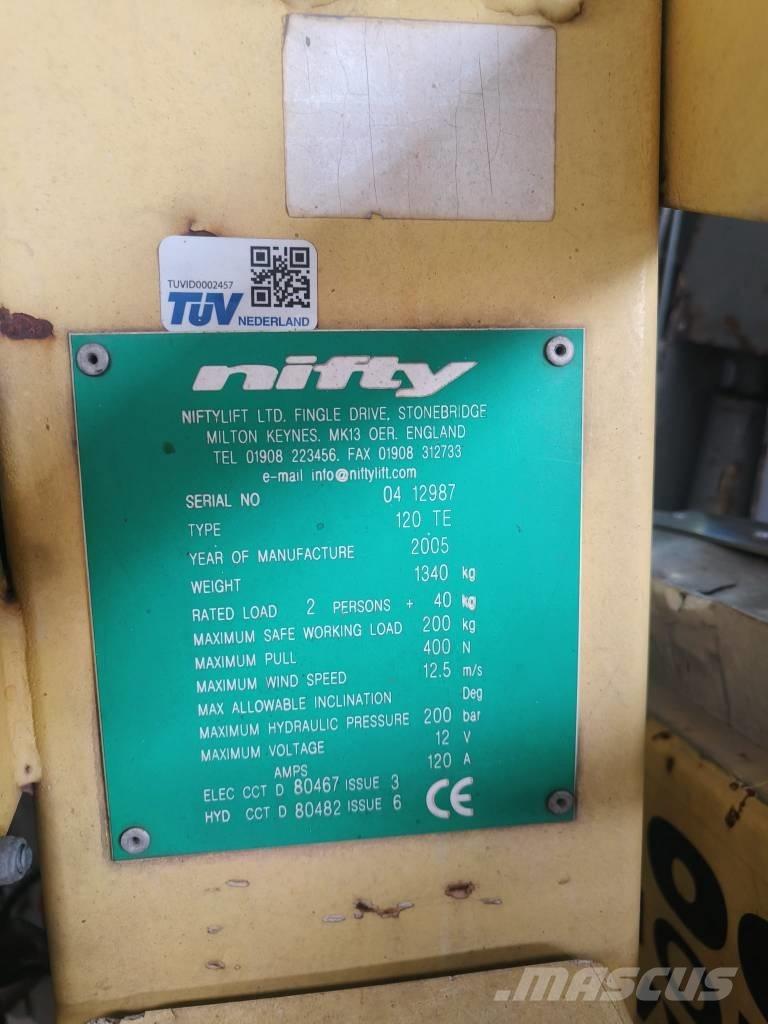 TUVID0002457
TÜV NEDERLAND
nifty
NIFTYLIFT LTD. FINGLE DRIVE, STONEBRIDGE
MILTON KEYNES. MK13 OER. ENGLAND
TEL 01908 223456. FAX 01908 312733
e-mail info@niftylift.com
SERIAL NO 04 12987
TYPE 120 TE
YEAR OF MANUFACTURE 2005
WEIGHT 1340 kg
RATED LOAD 2 PERSONS + 40 kg
MAXIMUM SAFE WORKING LOAD 200 kg
MAXIMUM PULL 400 N
MAXIMUM WIND SPEED 12.5 m/s
MAX ALLOWABLE INCLINATION Deg
MAXIMUM HYDRAULIC PRESSURE 200 bar
MAXIMUM VOLTAGE 12 V
AMPS 120 A
ELEC CCT D 80467 ISSUE 3
HYD CCT D 80482 ISSUE 6
CE
MASCUS